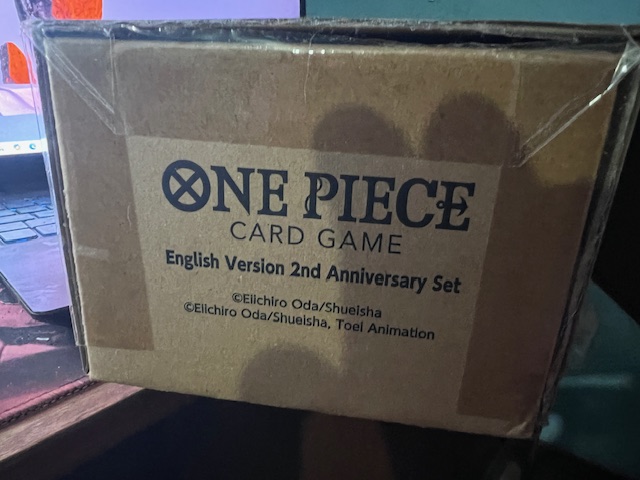 ONE PIECE
CARD GAME
English Version 2nd Anniversary Set
©Eiichiro Oda/Shueisha
©Eiichiro Oda/Shueisha, Toei Animation